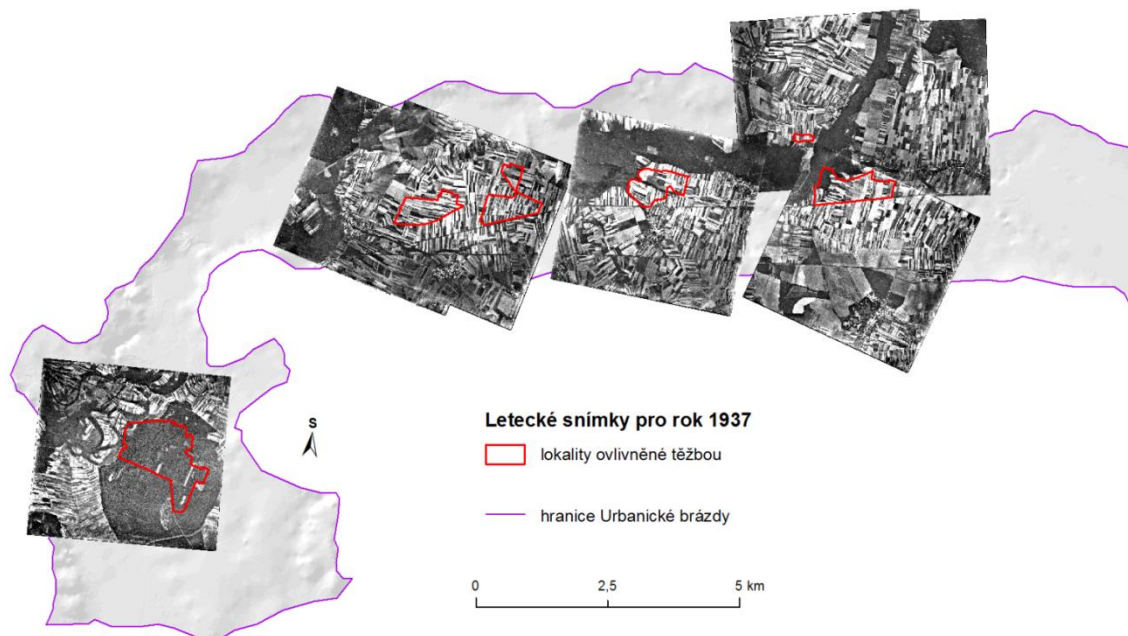 S
Letecké snímky pro rok 1937
lokality ovlivněné těžbou
hranice Urbanické brázdy
0 2,5 5 km